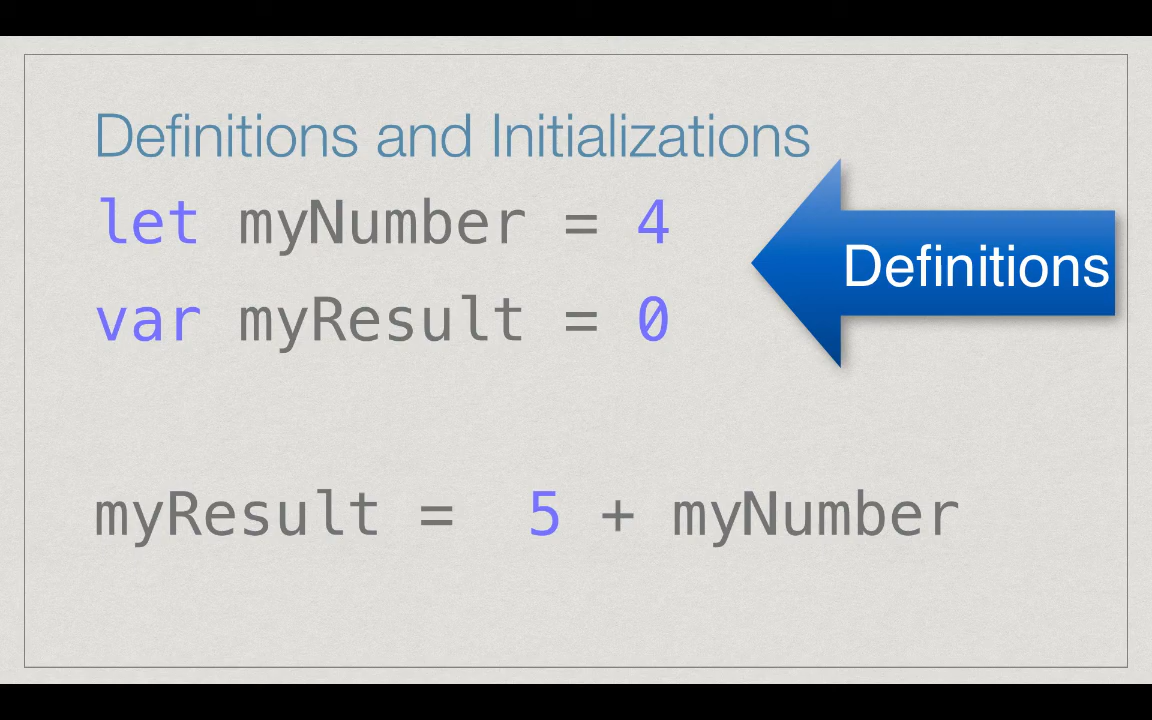 Definitions and Initializations
let myNumber = 4
Definitions
var myResult = 0
myResult = 5 + myNumber